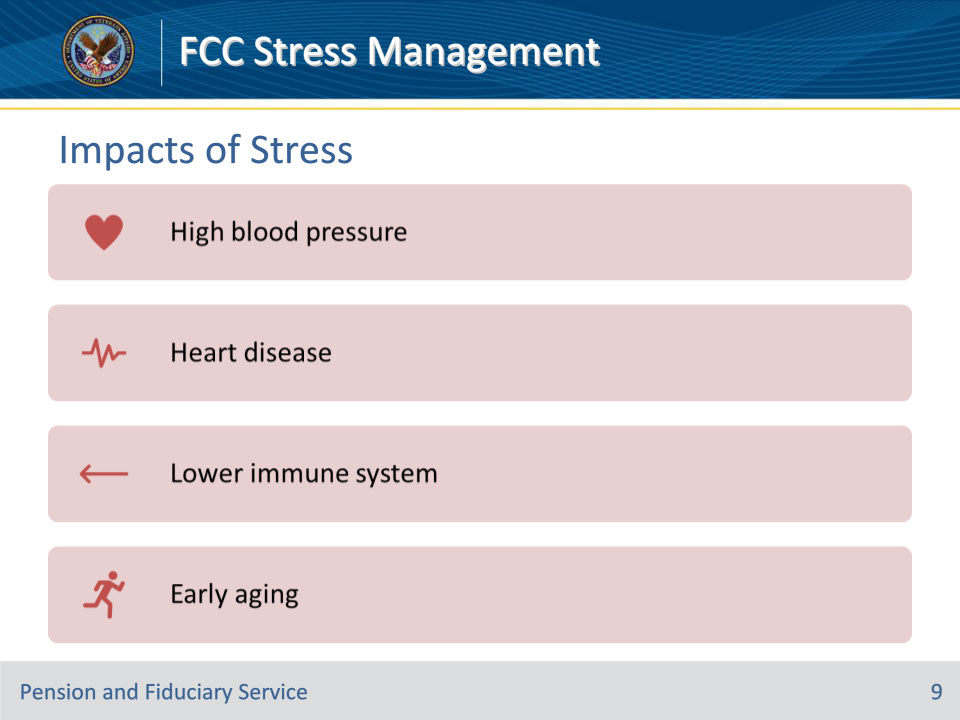 FCC Stress Management
Impacts of Stress
High blood pressure
Heart disease
Lower immune system
Early aging
Pension and Fiduciary Service
9